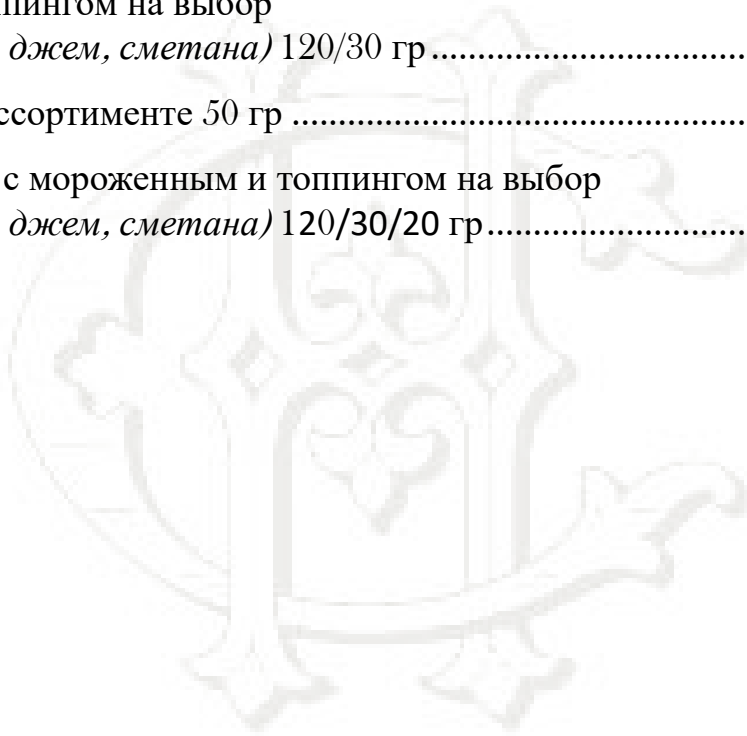 ппингом на выбор
джем, сметана) 120/30 гр................................
ссортименте 50 гр ................................................
с мороженным и топпингом на выбор
джем, сметана) 120/30/20 гр...........................